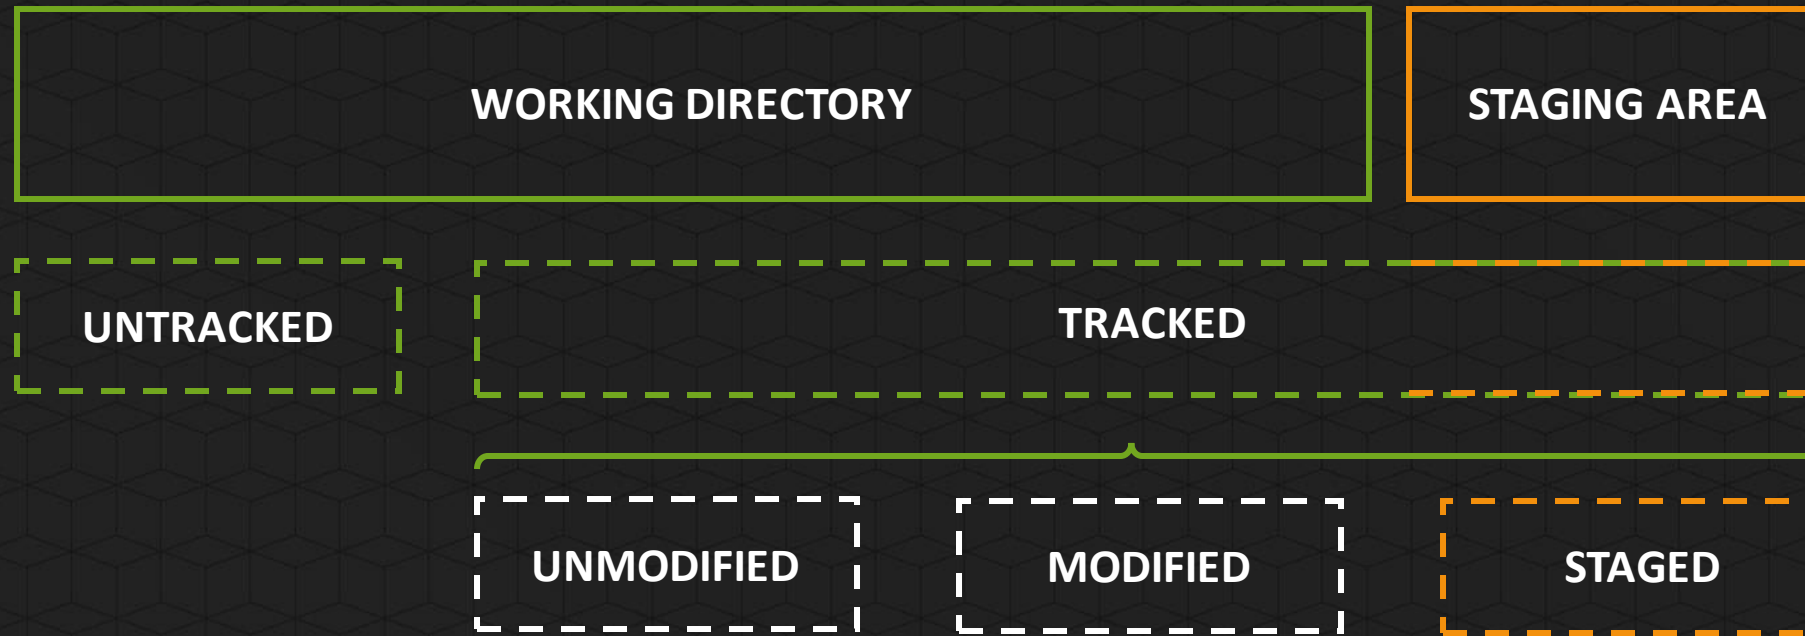 WORKING DIRECTORY
STAGING AREA
UNTRACKED
TRACKED
UNMODIFIED
MODIFIED
STAGED